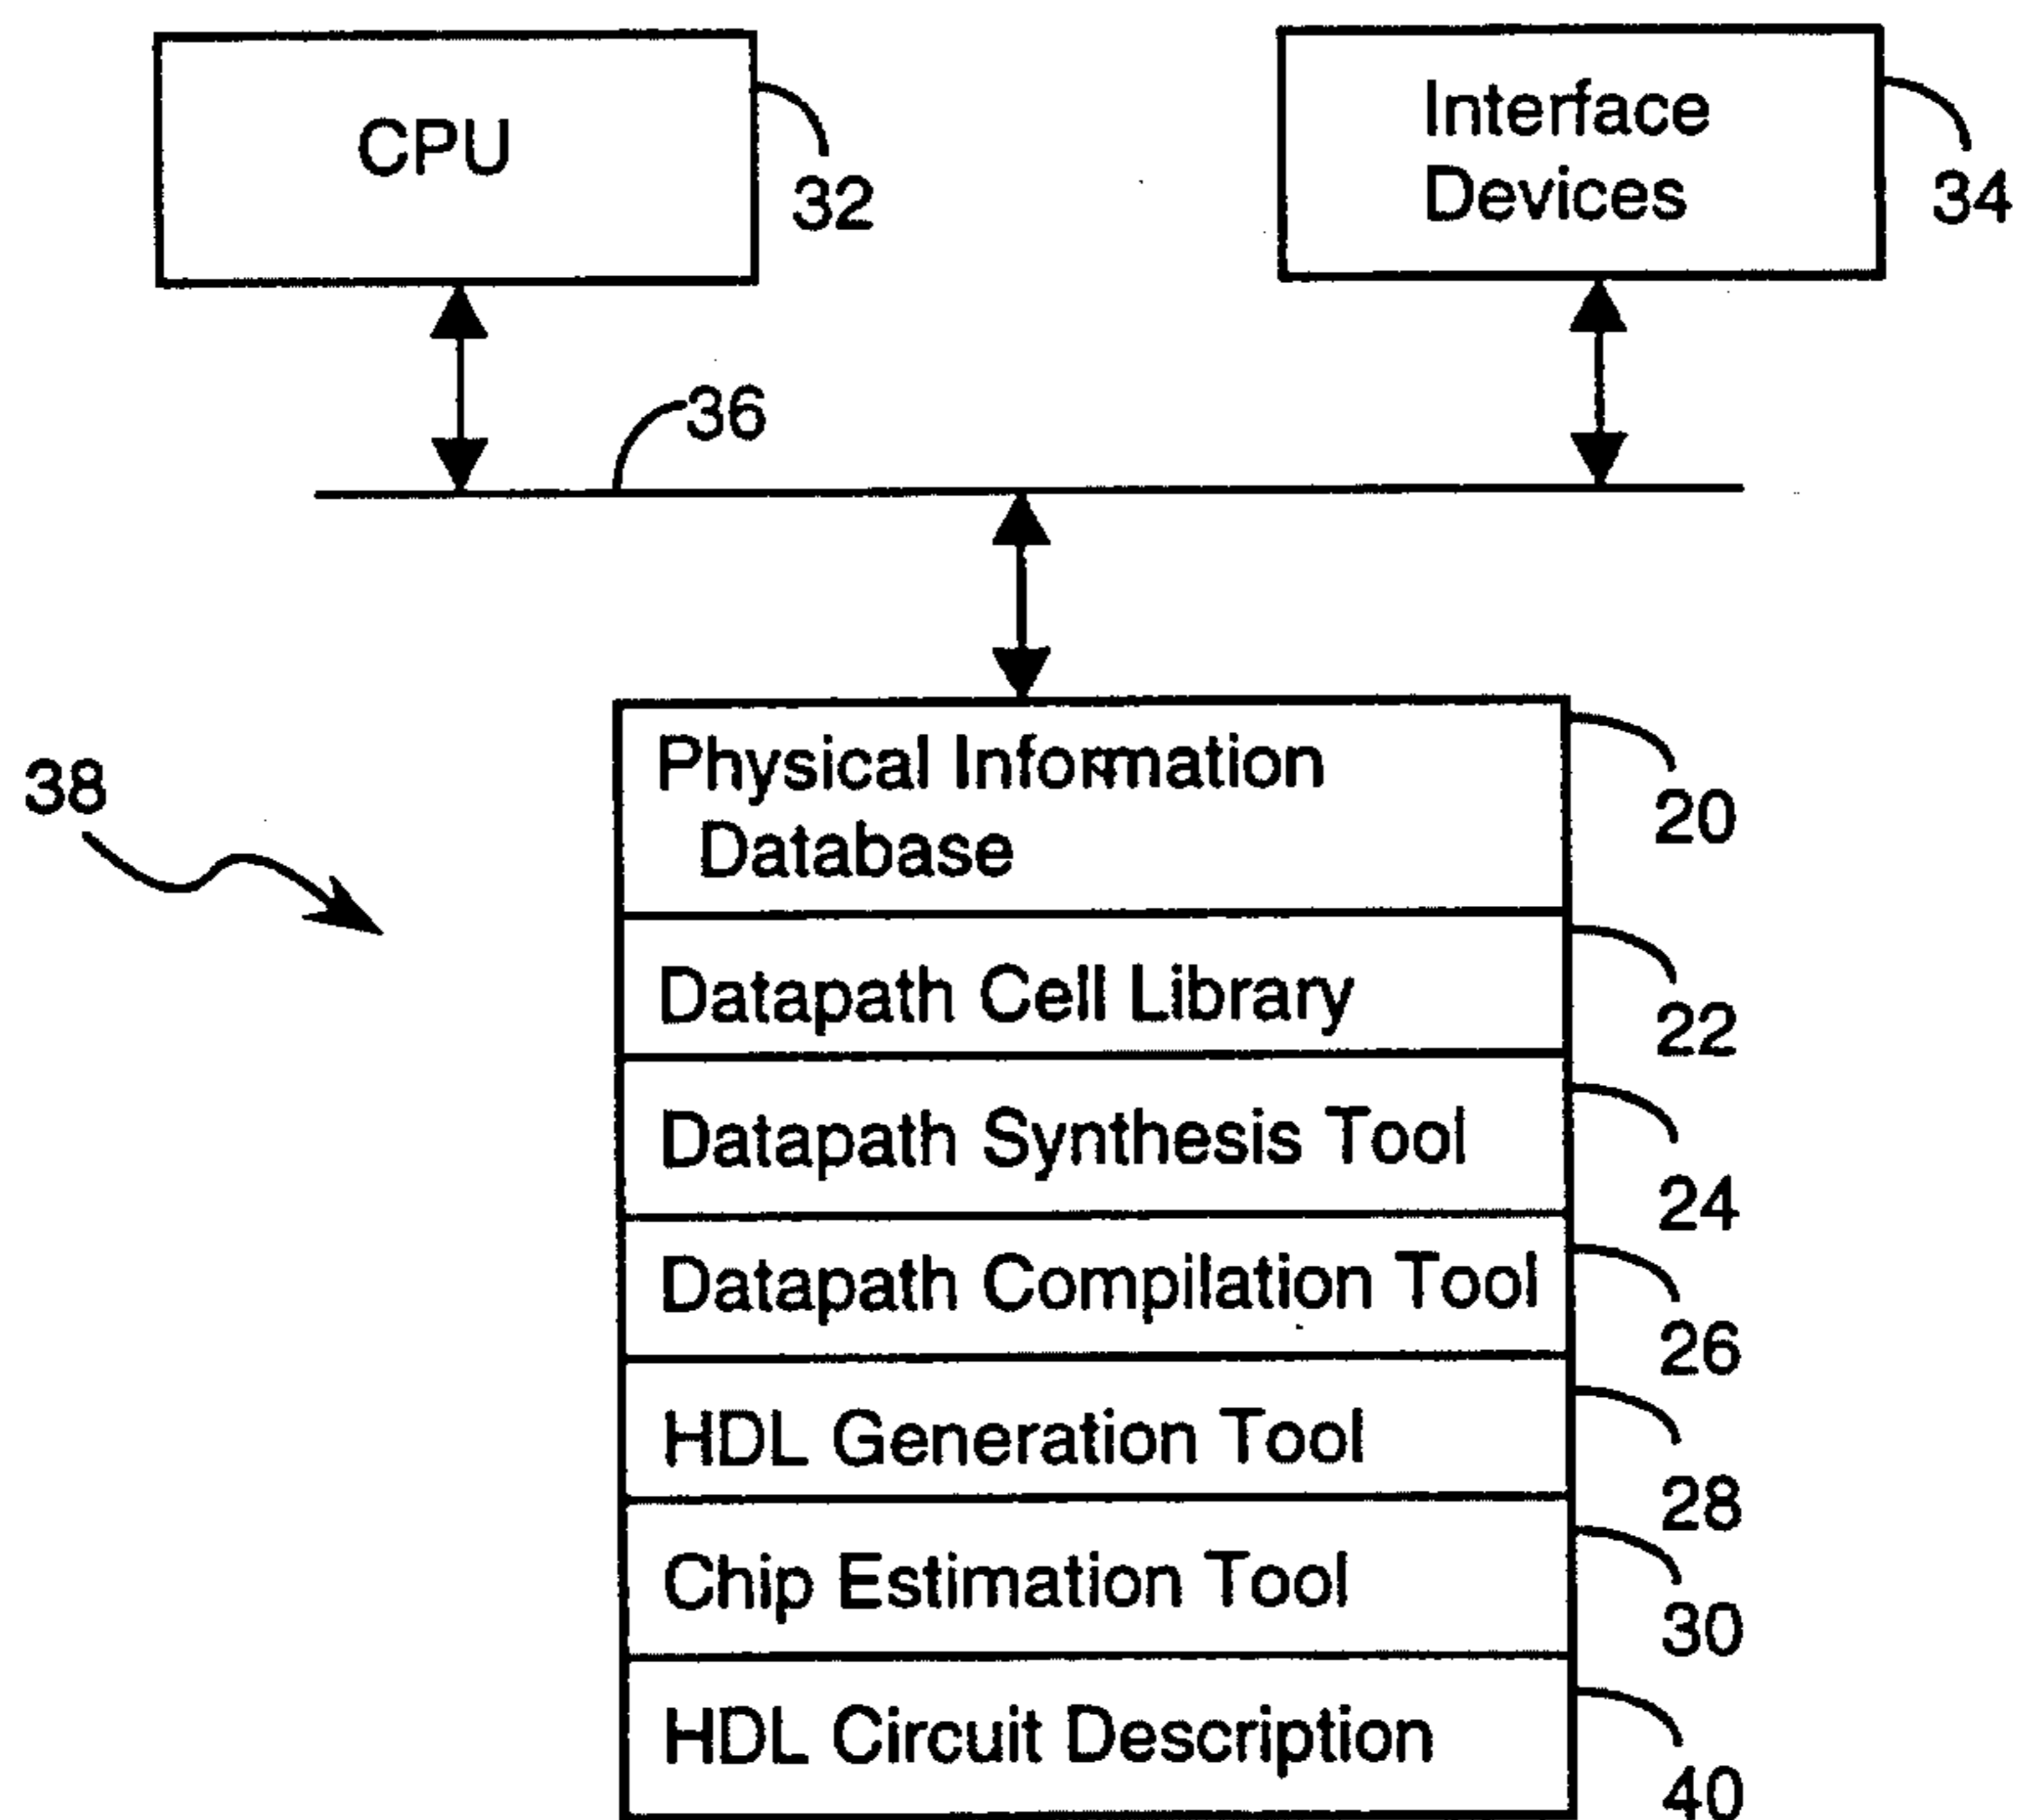 CPU
32
Interface
Devices
34
36
38
Physical Information
Database
20
Datapath Cell Library
22
Datapath Synthesis Tool
24
Datapath Compilation Tool
26
HDL Generation Tool
28
Chip Estimation Tool
30
HDL Circuit Description
40